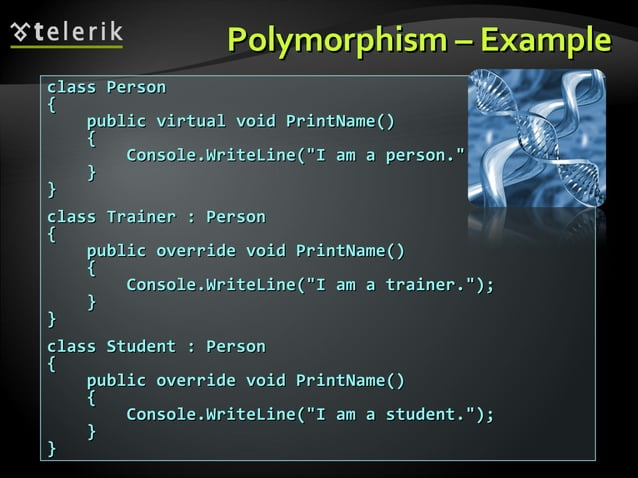 telerik
Polymorphism – Example
class Person
{
    public virtual void PrintName()
    {
        Console.WriteLine("I am a person."
    }
}
class Trainer : Person
{
    public override void PrintName()
    {
        Console.WriteLine("I am a trainer.");
    }
}
class Student : Person
{
    public override void PrintName()
    {
        Console.WriteLine("I am a student.");
    }
}